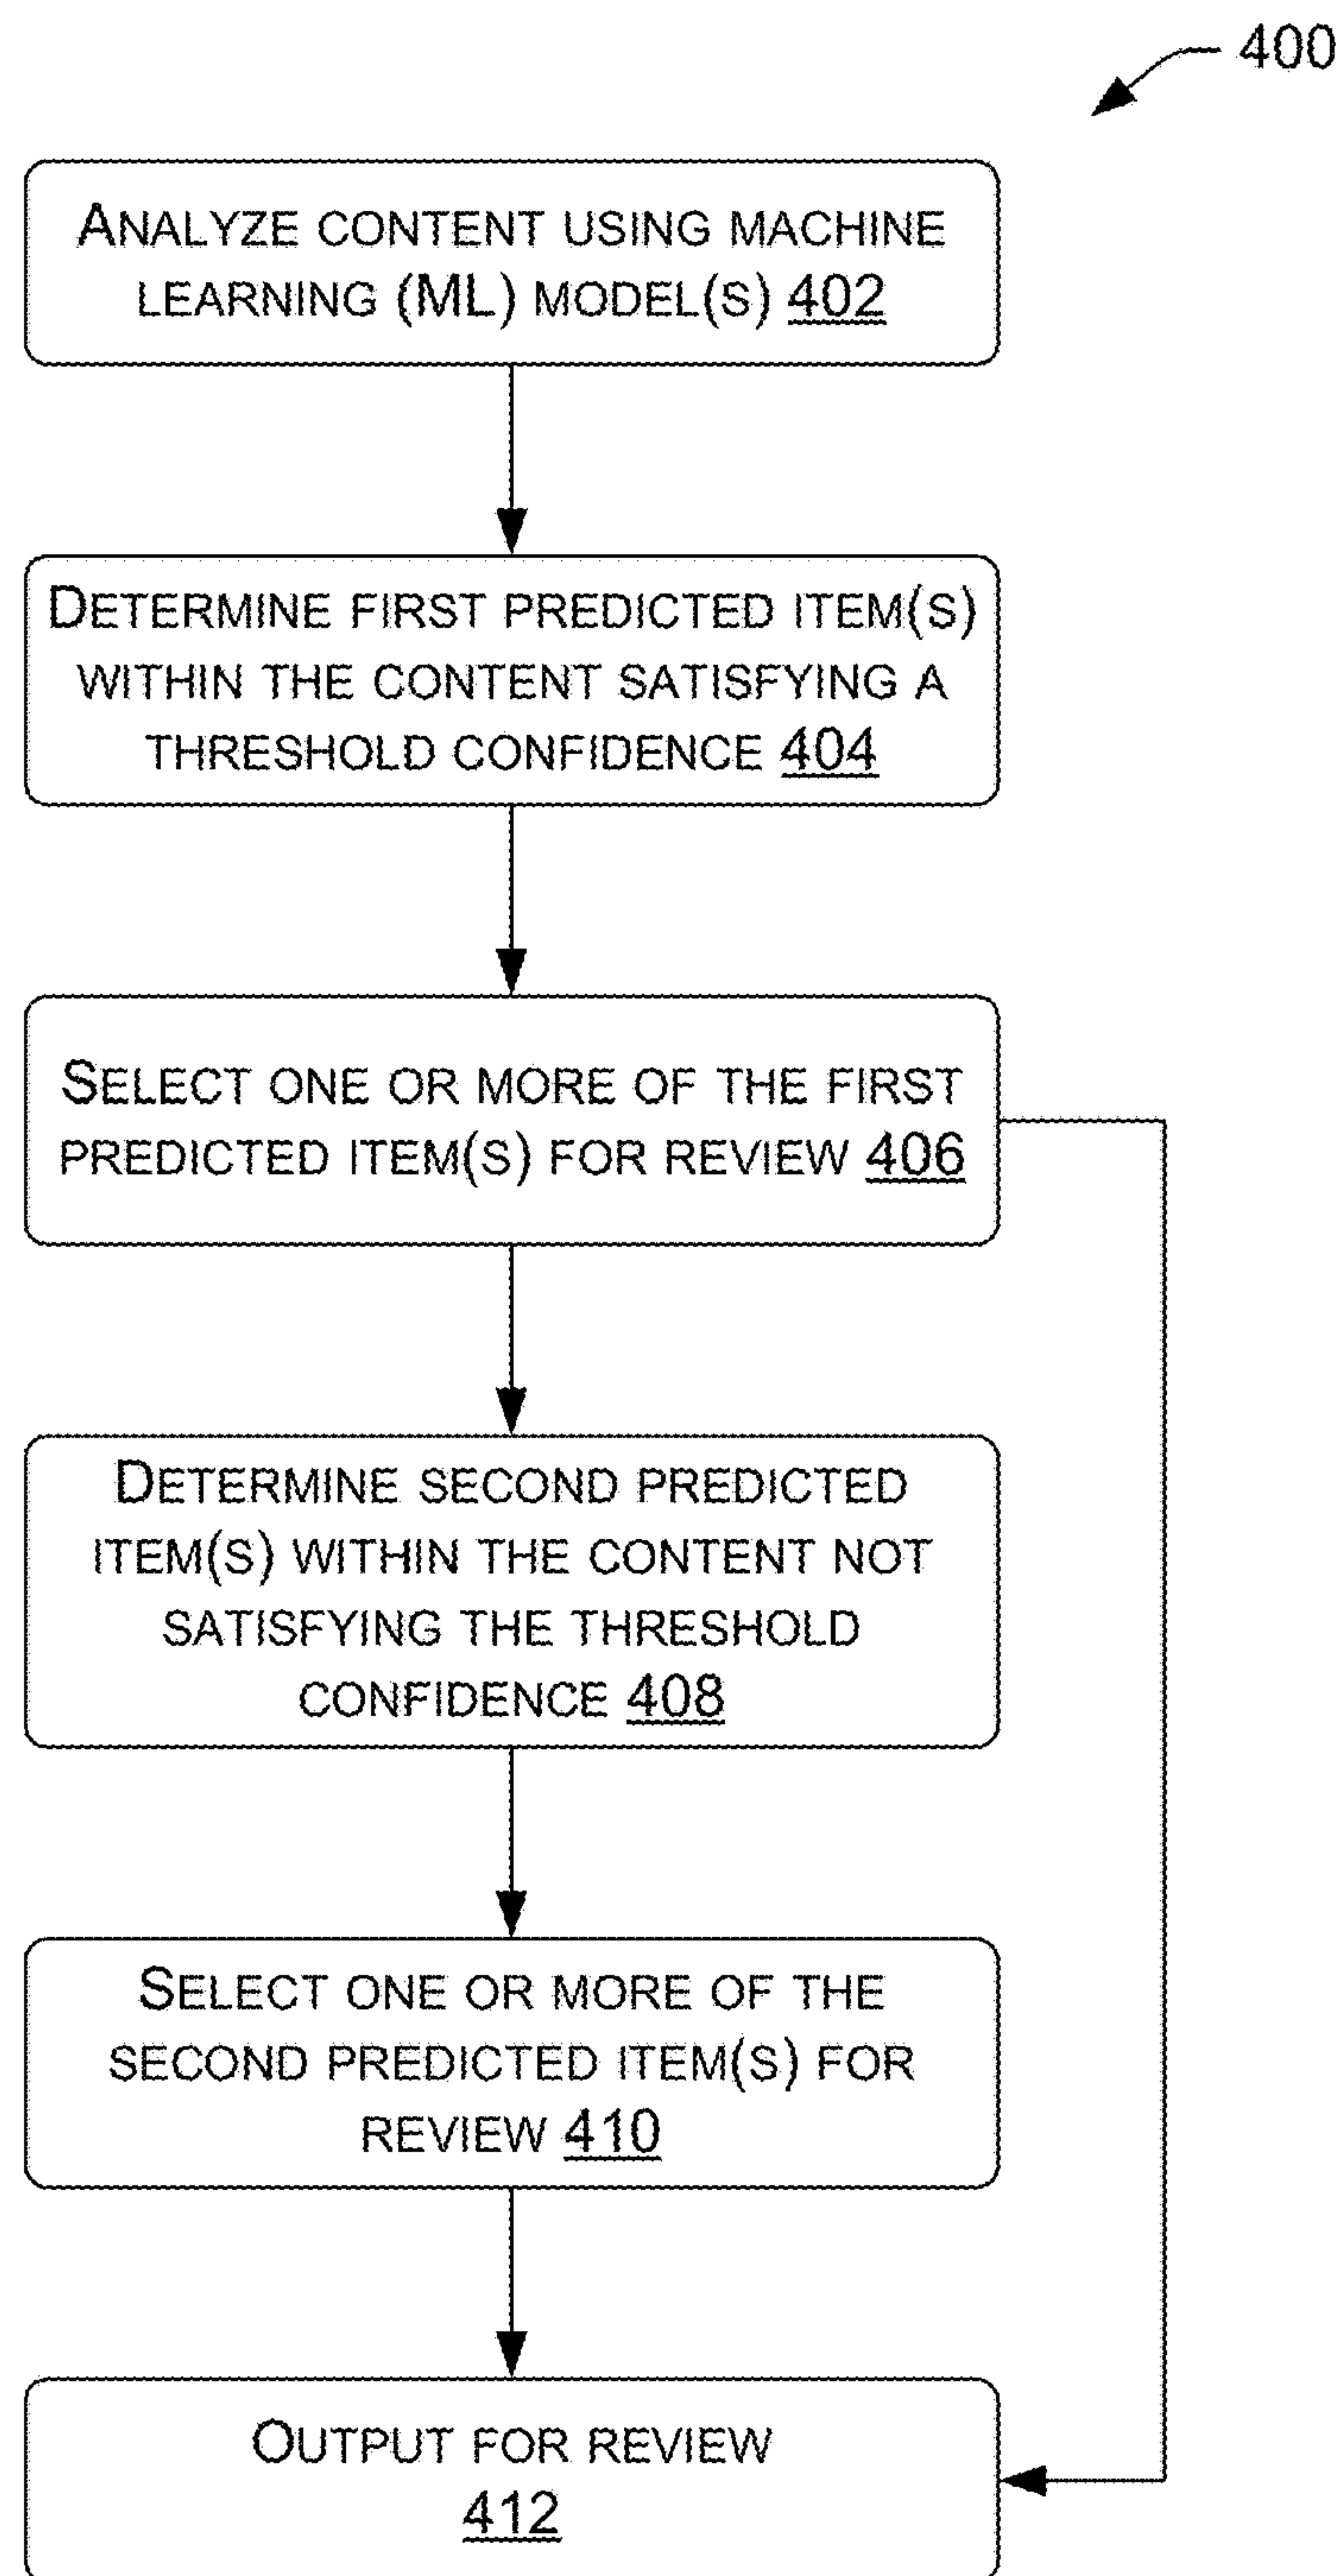 400
ANALYZE CONTENT USING MACHINE
LEARNING (ML) MODEL(S) 402
DETERMINE FIRST PREDICTED ITEM(S)
WITHIN THE CONTENT SATISFYING A
THRESHOLD CONFIDENCE 404
SELECT ONE OR MORE OF THE FIRST
PREDICTED ITEM(S) FOR REVIEW 406
DETERMINE SECOND PREDICTED
ITEM(S) WITHIN THE CONTENT NOT
SATISFYING THE THRESHOLD
CONFIDENCE 408
SELECT ONE OR MORE OF THE
SECOND PREDICTED ITEM(S) FOR
REVIEW 410
OUTPUT FOR REVIEW
412